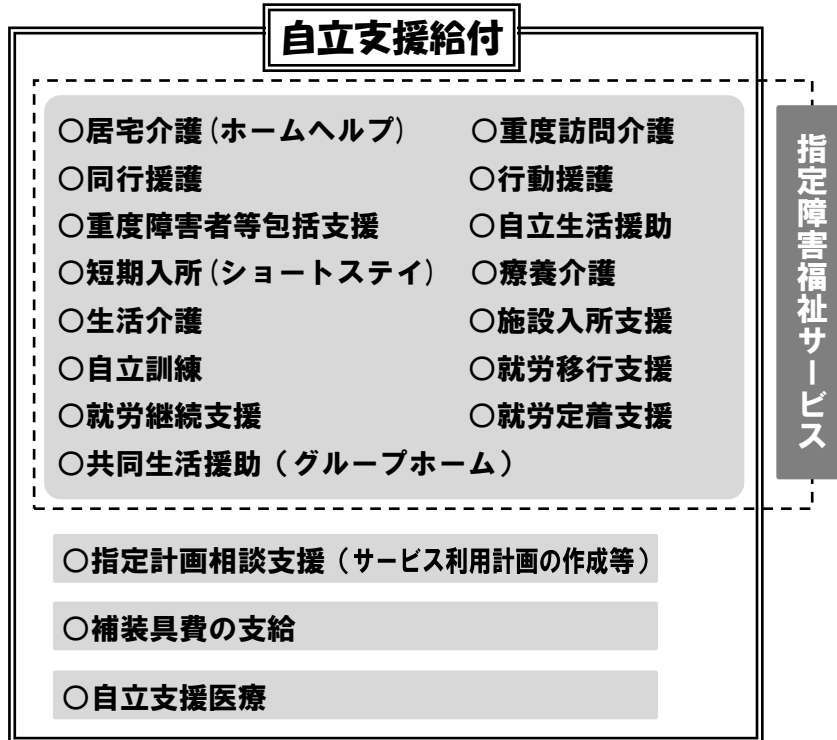 自立支援給付
○居宅介護(ホームヘルプ) ○重度訪問介護
○同行援護 ○行動援護
○重度障害者等包括支援 ○自立生活援助
○短期入所(ショートステイ) ○療養介護
○生活介護 ○施設入所支援
○自立訓練 ○就労移行支援
○就労継続支援 ○就労定着支援
○共同生活援助（グループホーム）
指定障害福祉サービス
○指定計画相談支援（サービス利用計画の作成等）
○補装具費の支給
○自立支援医療